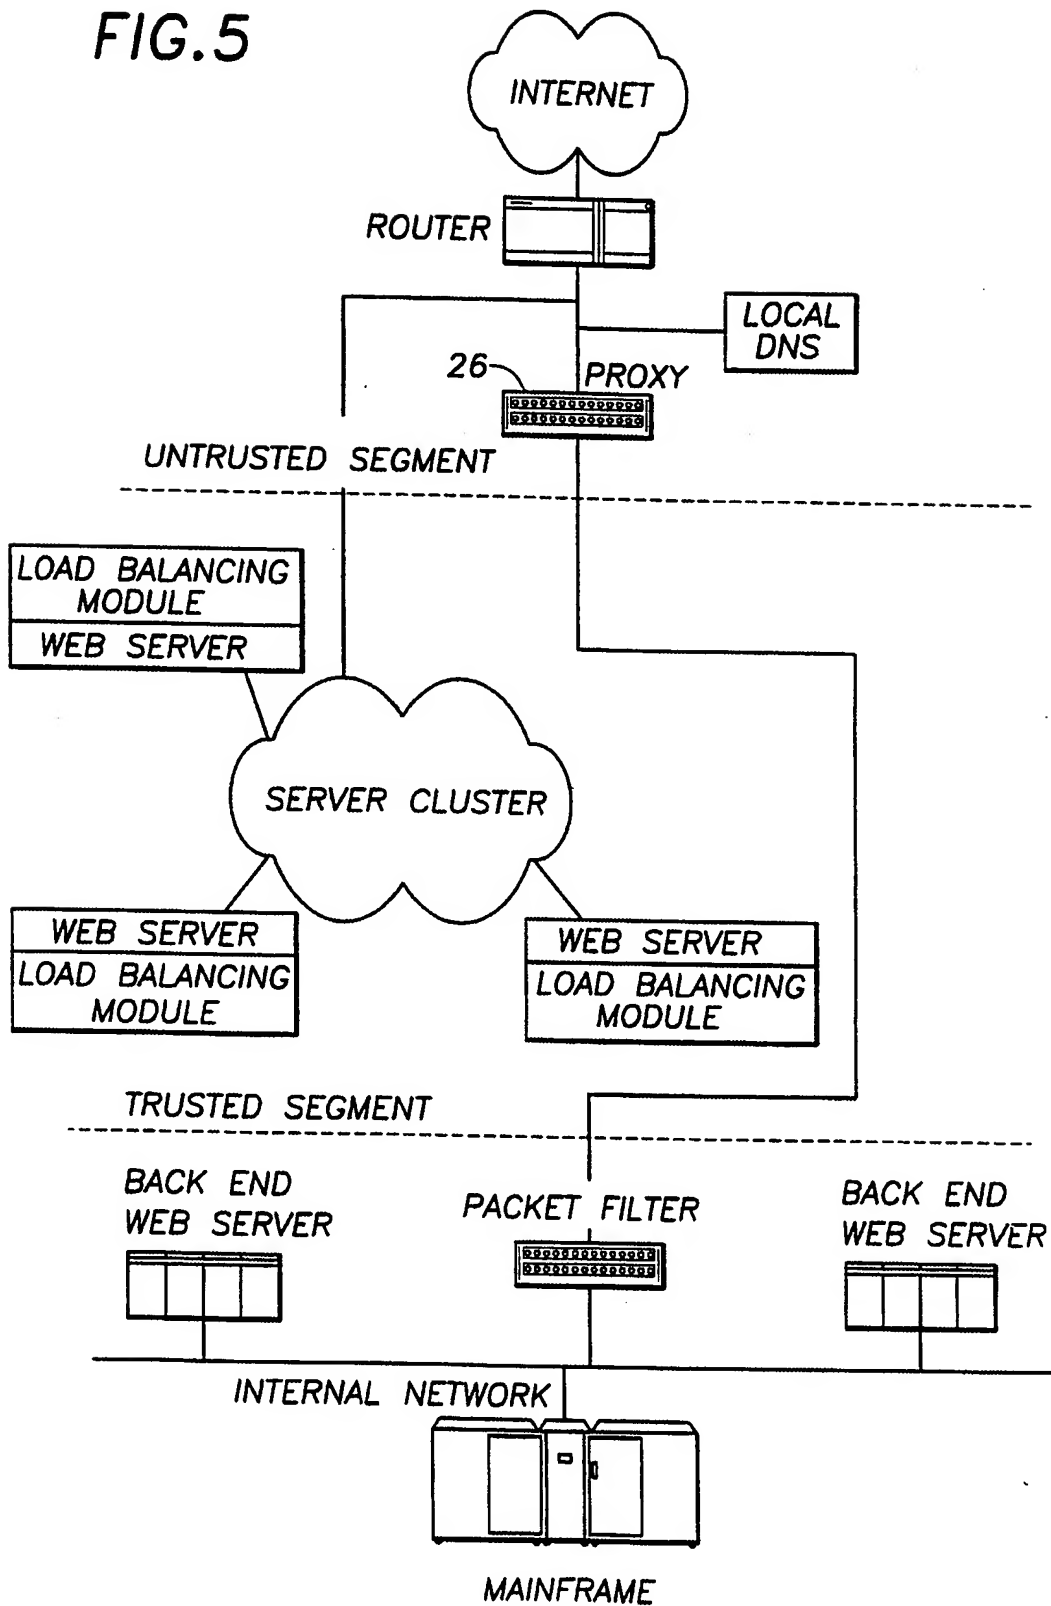 FIG.5
INTERNET
ROUTER
LOCAL
DNS
26
PROXY
UNTRUSTED SEGMENT
LOAD BALANCING
MODULE
WEB SERVER
SERVER CLUSTER
WEB SERVER
LOAD BALANCING
MODULE
WEB SERVER
LOAD BALANCING
MODULE
TRUSTED SEGMENT
BACK END
WEB SERVER
PACKET FILTER
BACK END
WEB SERVER
INTERNAL NETWORK
MAINFRAME